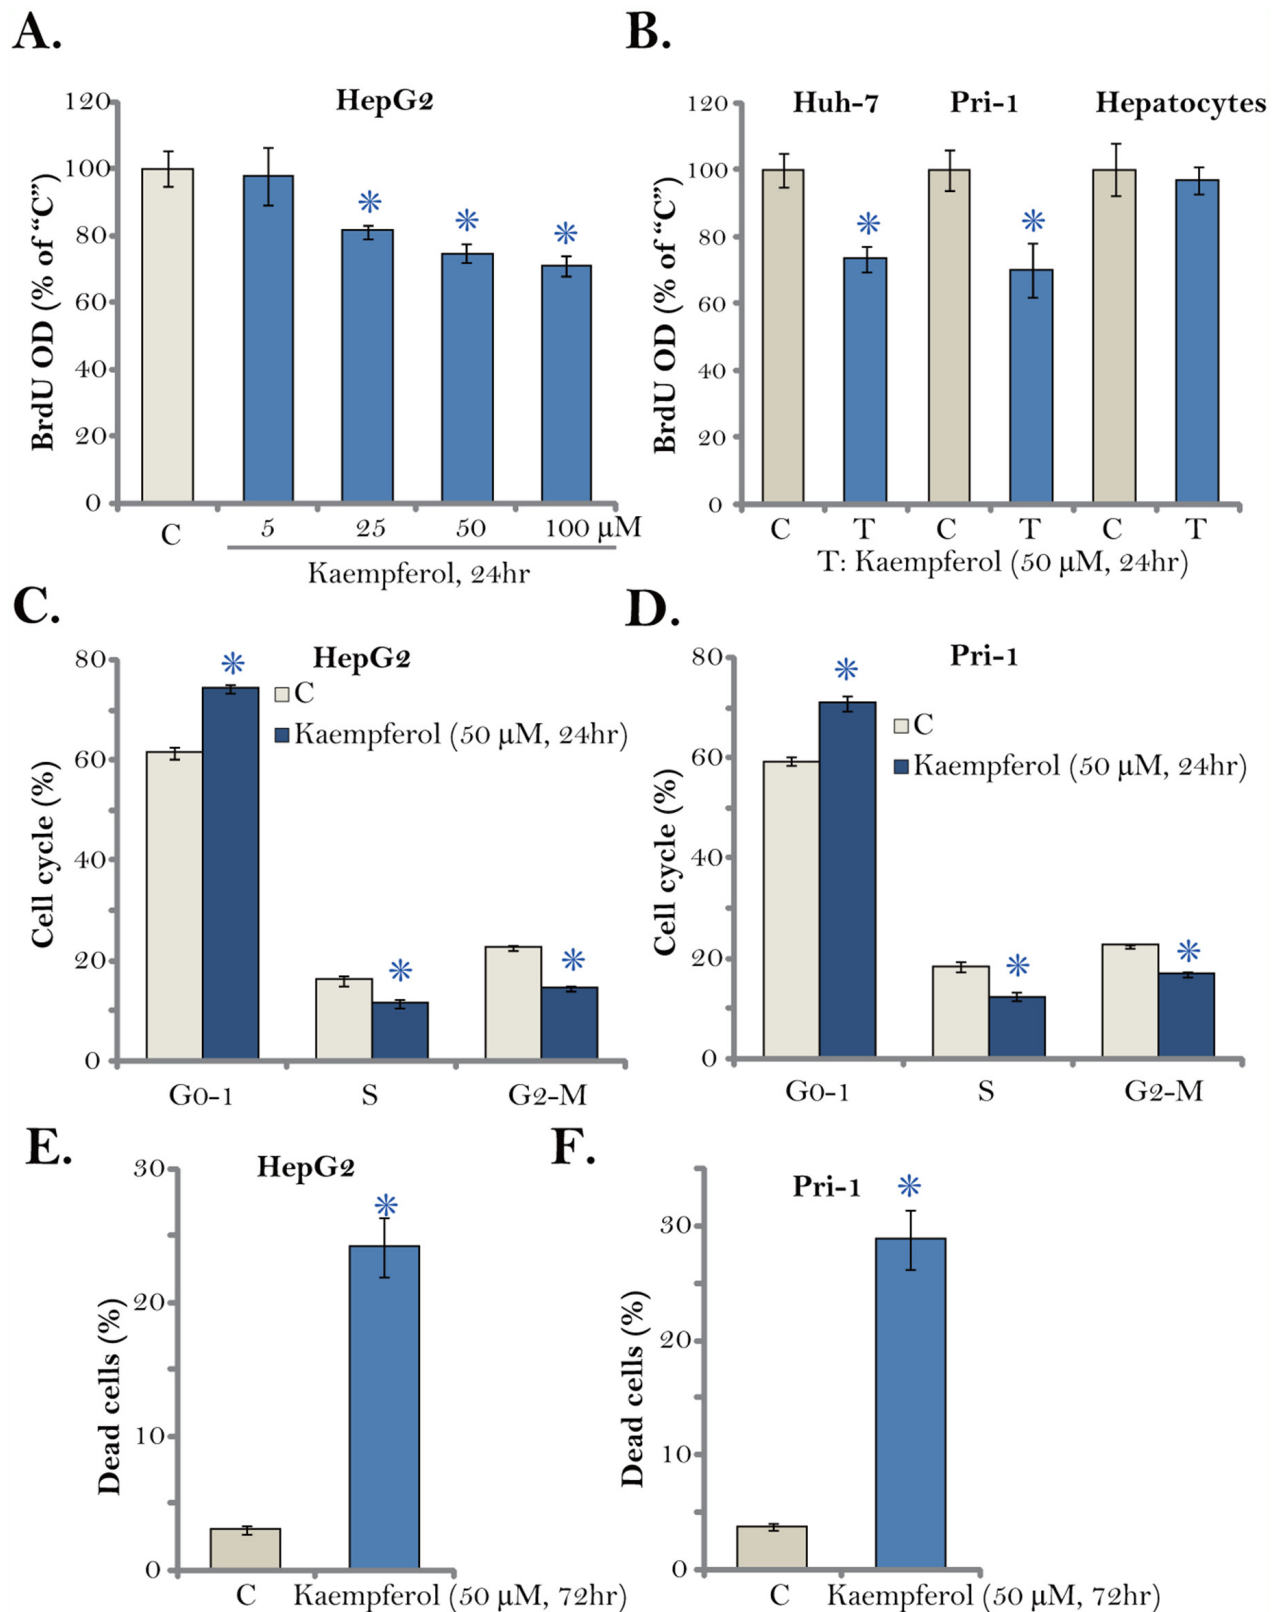 A.
HepG2
BrdU OD (% of "C")
120
100
80
60
40
20
0
C
5
25
50
100 µM
Kaempferol, 24hr
B.
Huh-7
Pri-1
Hepatocytes
BrdU OD (% of "C")
120
100
80
60
40
20
0
C
T
C
T
C
T
T: Kaempferol (50 µM, 24hr)
C.
HepG2
C
Kaempferol (50 µM, 24hr)
Cell cycle (%)
80
60
40
20
0
G0-1
S
G2-M
D.
Pri-1
C
Kaempferol (50 µM, 24hr)
Cell cycle (%)
80
60
40
20
0
G0-1
S
G2-M
E.
HepG2
Dead cells (%)
30
20
10
0
C
Kaempferol (50 µM, 72hr)
F.
Pri-1
Dead cells (%)
30
20
10
0
C
Kaempferol (50 µM, 72hr)